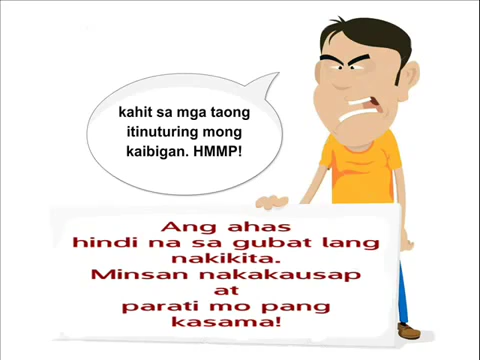 kahit sa mga taong
itinuturing mong
kaibigan. HMMP!
Ang ahas
hindi na sa gubat lang
nakikita.
Minsan nakakausap
at
parati mo pang
kasama!